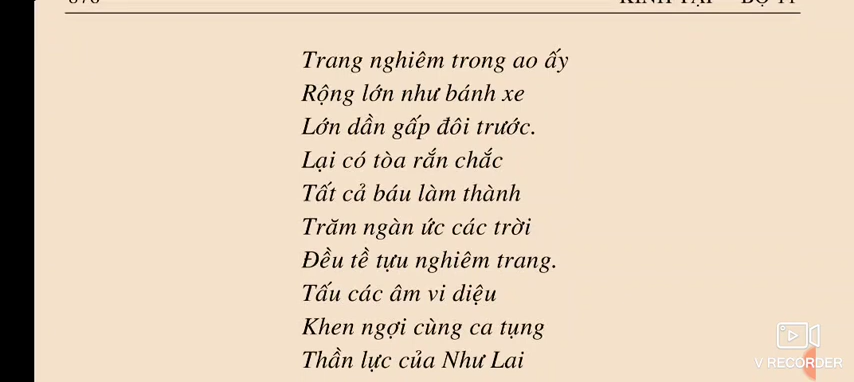 Trang nghiêm trong ao ấy
Rộng lớn như bánh xe
Lớn dần gấp đôi trước.
Lại có tòa rắn chắc
Tất cả báu làm thành
Trăm ngàn ức các trời
Đều tề tựu nghiêm trang.
Tấu các âm vi diệu
Khen ngợi cùng ca tụng
Thần lực của Như Lai
V RECORDER